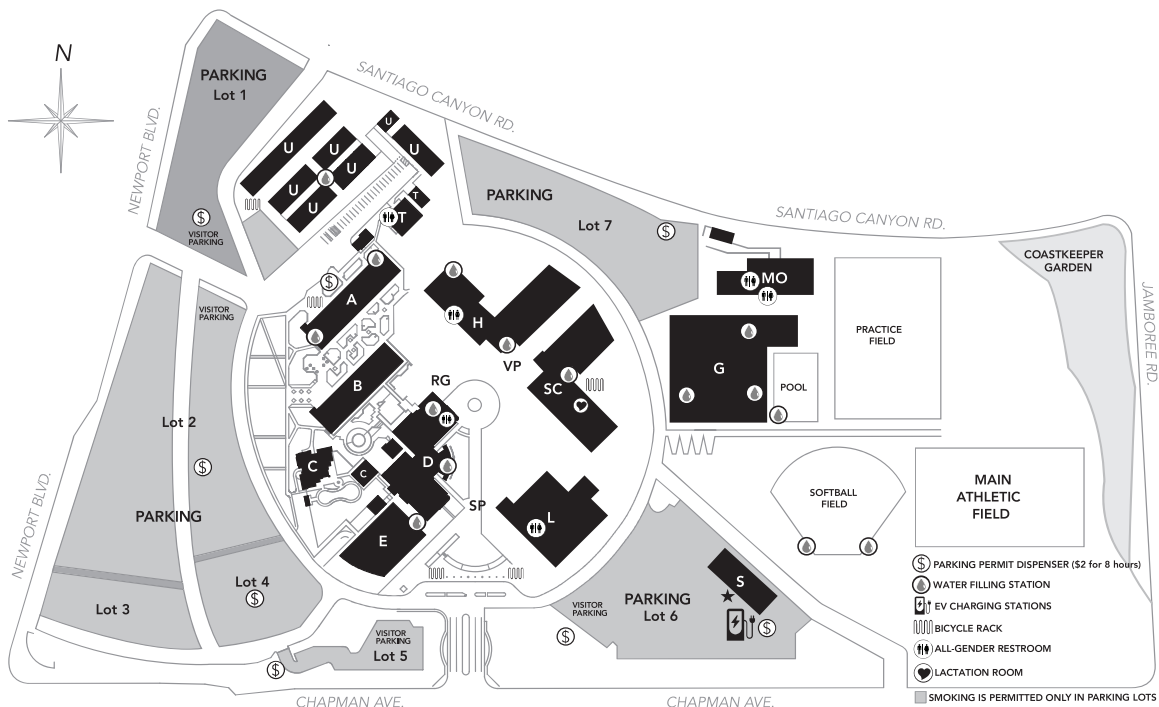 N
NEWPORT BLVD.
PARKING
Lot 1
$
VISITOR
PARKING
SANTIAGO CANYON RD.
U
U
U
U
U
U
U
U
T
T
PARKING
Lot 7
$
SANTIAGO CANYON RD.
COASTKEEPER
GARDEN
JAMBOREE RD.
MO
PRACTICE
FIELD
G
POOL
$
A
H
VP
SC
B
RG
VISITOR
PARKING
Lot 2
$
PARKING
C
C
D
SP
E
L
NEWPORT BLVD.
Lot 3
Lot 4
$
VISITOR
PARKING
Lot 5
$
VISITOR
PARKING
$
PARKING
Lot 6
S
$
SOFTBALL
FIELD
MAIN
ATHLETIC
FIELD
$ PARKING PERMIT DISPENSER ($2 for 8 hours)
WATER FILLING STATION
EV CHARGING STATIONS
BICYCLE RACK
ALL-GENDER RESTROOM
LACTATION ROOM
SMOKING IS PERMITTED ONLY IN PARKING LOTS
CHAPMAN AVE.
CHAPMAN AVE.